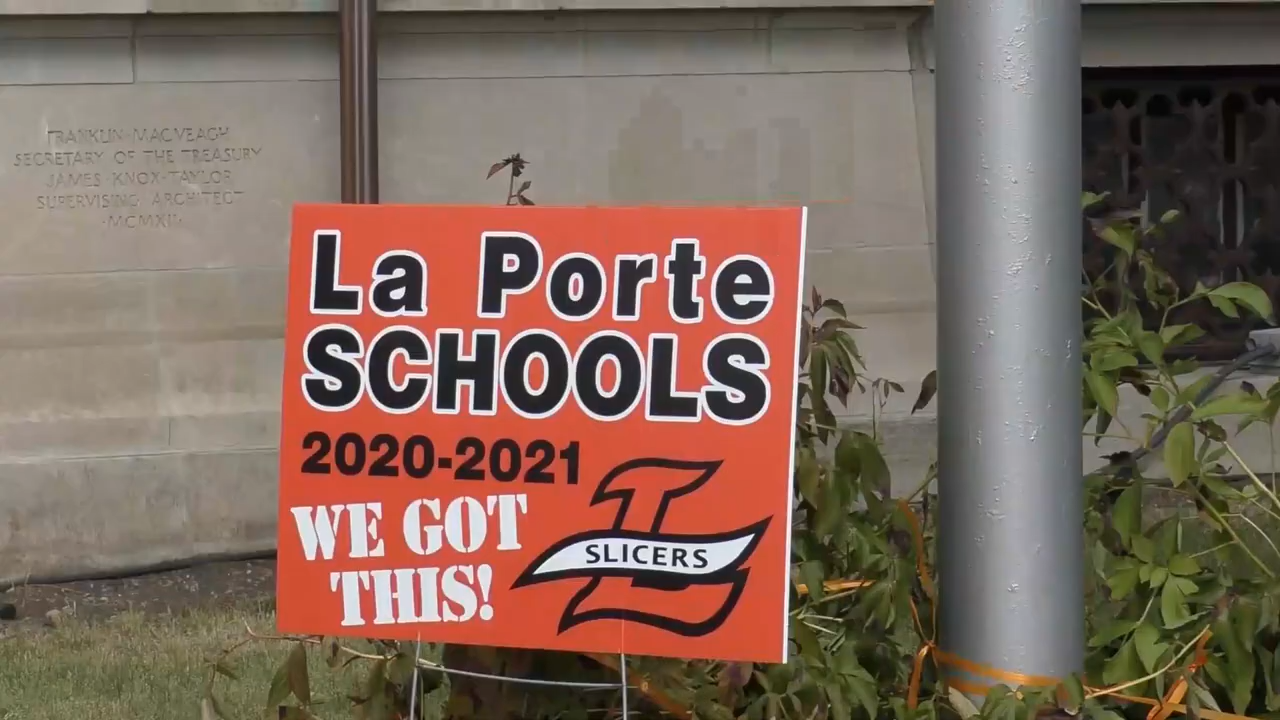 FRANKLIN·MACVEAGH
SECRETARY OF THE TREASURY
JAMES·KNOX·TAYLOR
SUPERVISING ARCHITECT
·MCMXII·
La Porte
SCHOOLS
2020-2021
WE GOT
THIS!
L
SLICERS